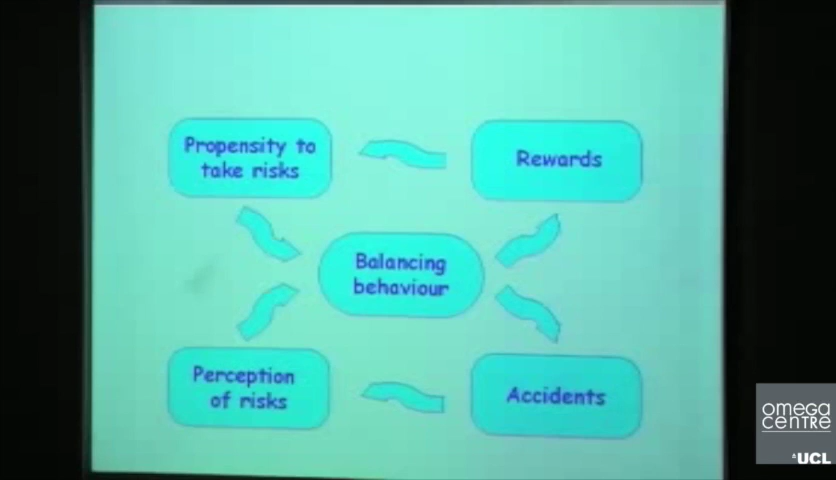 Propensity to
take risks
Rewards
Balancing
behaviour
Perception
of risks
Accidents
omega
centre
UCL